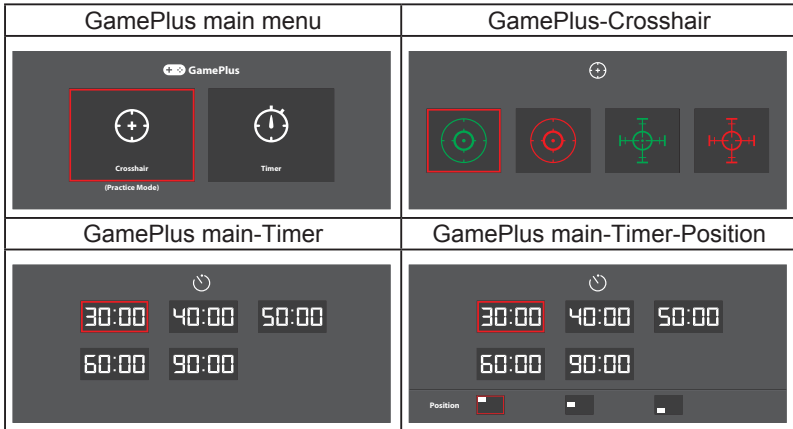 GamePlus main menu
GamePlus-Crosshair
GamePlus
Crosshair
Timer
(Practice Mode)
GamePlus main-Timer
GamePlus main-Timer-Position
30:00 40:00 50:00
60:00 90:00
30:00 40:00 50:00
60:00 90:00
Position